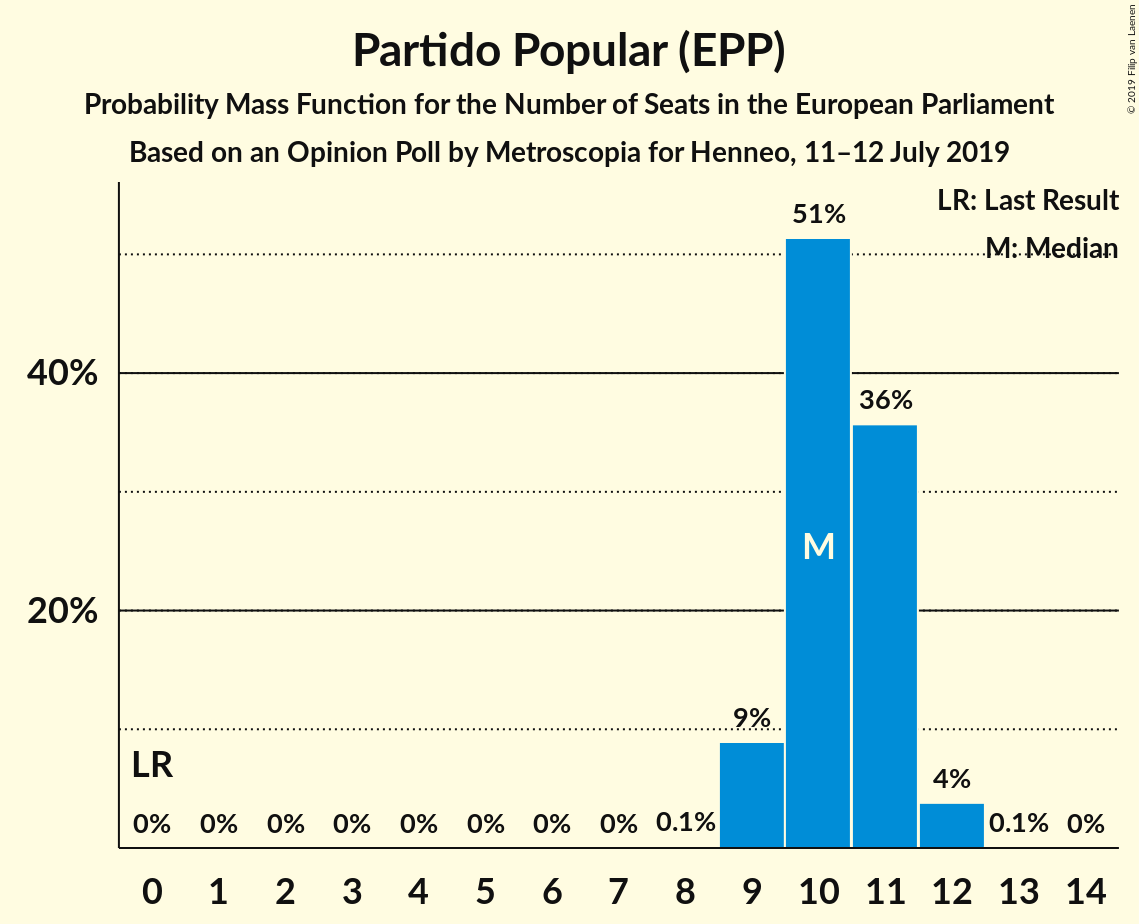 Partido Popular (EPP)
Probability Mass Function for the Number of Seats in the European Parliament
Based on an Opinion Poll by Metroscopia for Henneo, 11–12 July 2019
© 2019 Filip van Laenen
LR: Last Result
M: Median
51%
40%
36%
M
20%
9%
LR
4%
0% 0% 0% 0% 0% 0% 0% 0% 0.1% 0.1% 0%
0 1 2 3 4 5 6 7 8 9 10 11 12 13 14